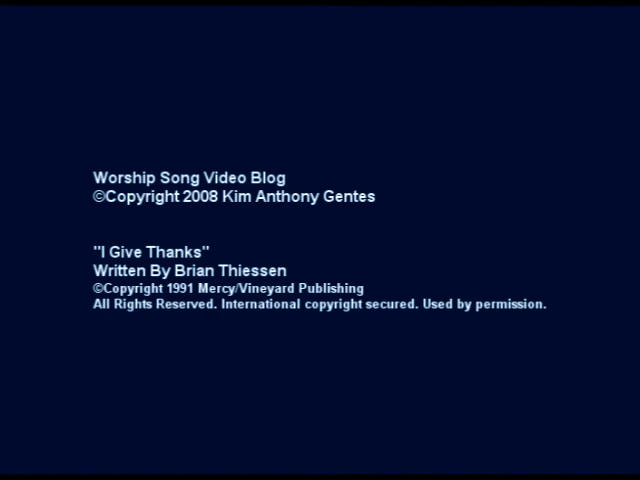 Worship Song Video Blog
©Copyright 2008 Kim Anthony Gentes
"I Give Thanks"
Written By Brian Thiessen
©Copyright 1991 Mercy/Vineyard Publishing
All Rights Reserved. International copyright secured. Used by permission.